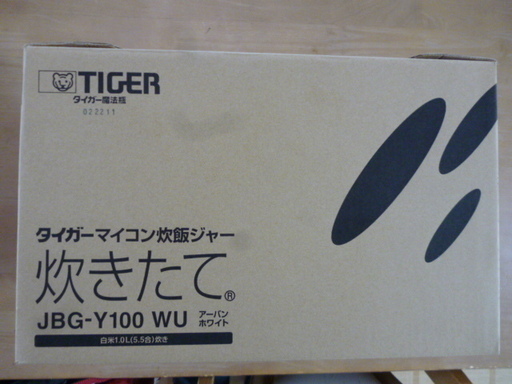 TIGER
タイガー魔法瓶
022211
タイガーマイコン炊飯ジャー
炊きたて®
JBG-Y100 WU アーバン
ホワイト
白米1.0L(5.5合)炊き